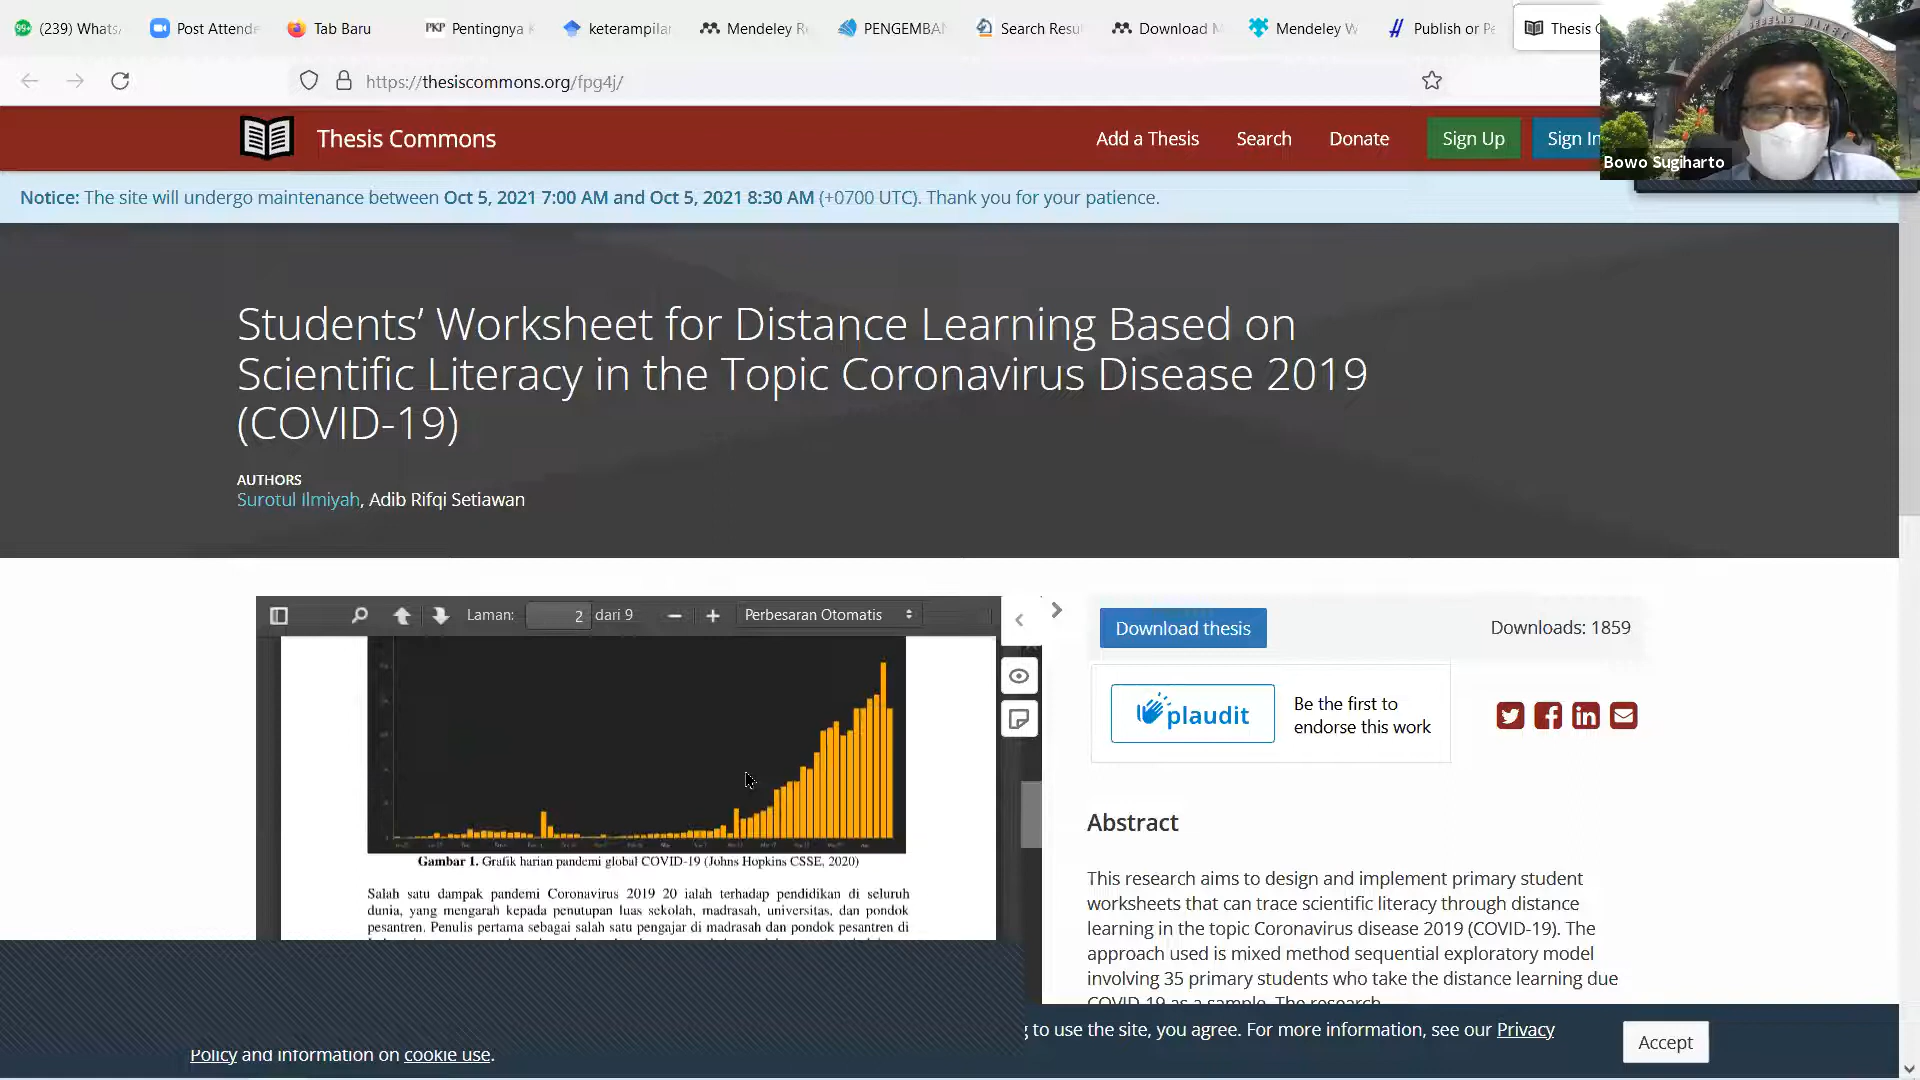 (239) Whats
Post Attende
Tab Baru
PKP Pentingnya
keterampilan
Mendeley R
PENGEMBA
Search Resu
Download M
Mendeley W
Publish or Pe
Thesis C
https://thesiscommons.org/fpg4j/
Thesis Commons
Add a Thesis
Search
Donate
Sign Up
Sign In
SEBELAS MARET
Bowo Sugiharto
Notice: The site will undergo maintenance between Oct 5, 2021 7:00 AM and Oct 5, 2021 8:30 AM (+0700 UTC). Thank you for your patience.
Students’ Worksheet for Distance Learning Based on
Scientific Literacy in the Topic Coronavirus Disease 2019
(COVID-19)
AUTHORS
Surotul Ilmiyah, Adib Rifqi Setiawan
Laman: 2 dari 9
Perbesaran Otomatis
Gambar 1. Grafik harian pandemi global COVID-19 (Johns Hopkins CSSE, 2020)
Salah satu dampak pandemi Coronavirus 2019 20 ialah terhadap pendidikan di seluruh
dunia, yang mengarah kepada penutupan luas sekolah, madrasah, universitas, dan pondok
pesantren. Penulis pertama sebagai salah satu pengajar di madrasah dan pondok pesantren di
Download thesis
Downloads: 1859
plaudit
Be the first to
endorse this work
Abstract
This research aims to design and implement primary student
worksheets that can trace scientific literacy through distance
learning in the topic Coronavirus disease 2019 (COVID-19). The
approach used is mixed method sequential exploratory model
involving 35 primary students who take the distance learning due
COVID-19 as a sample. The research
to use the site, you agree. For more information, see our Privacy
Policy and information on cookie use.
Accept